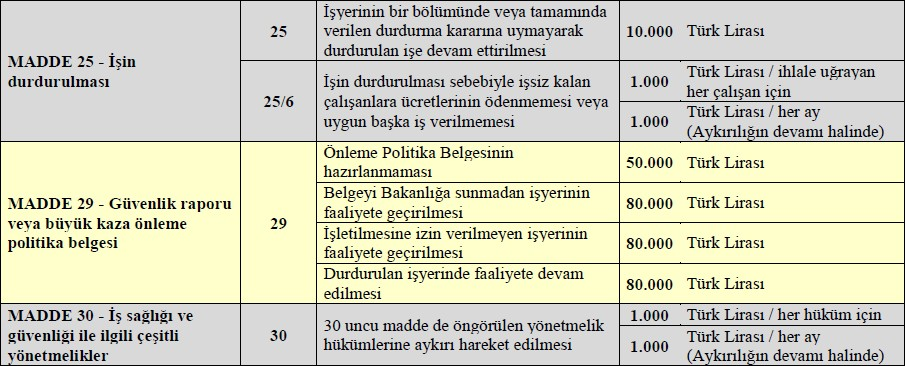 MADDE 25 - İşin
durdurulması
25
İşyerinin bir bölümünde veya tamamında
verilen durdurma kararına uymayarak
durdurulan işe devam ettirilmesi
10.000 Türk Lirası
25/6
İşin durdurulması sebebiyle işsiz kalan
çalışanlara ücretlerinin ödenmemesi veya
uygun başka iş verilmemesi
1.000 Türk Lirası / ihlale uğrayan
her çalışan için
1.000 Türk Lirası / her ay
(Aykırılığın devamı halinde)
MADDE 29 - Güvenlik raporu
veya büyük kaza önleme
politika belgesi
29
Önleme Politika Belgesinin
hazırlanmaması
50.000 Türk Lirası
Belgeyi Bakanlığa sunmadan işyerinin
faaliyete geçirilmesi
80.000 Türk Lirası
İşletilmesine izin verilmeyen işyerinin
faaliyete geçirilmesi
80.000 Türk Lirası
Durdurulan işyerinde faaliyete devam
edilmesi
80.000 Türk Lirası
MADDE 30 - İş sağlığı ve
güvenliği ile ilgili çeşitli
yönetmelikler
30
30 uncu madde de öngörülen yönetmelik
hükümlerine aykırı hareket edilmesi
1.000 Türk Lirası / her hüküm için
1.000 Türk Lirası / her ay
(Aykırılığın devamı halinde)